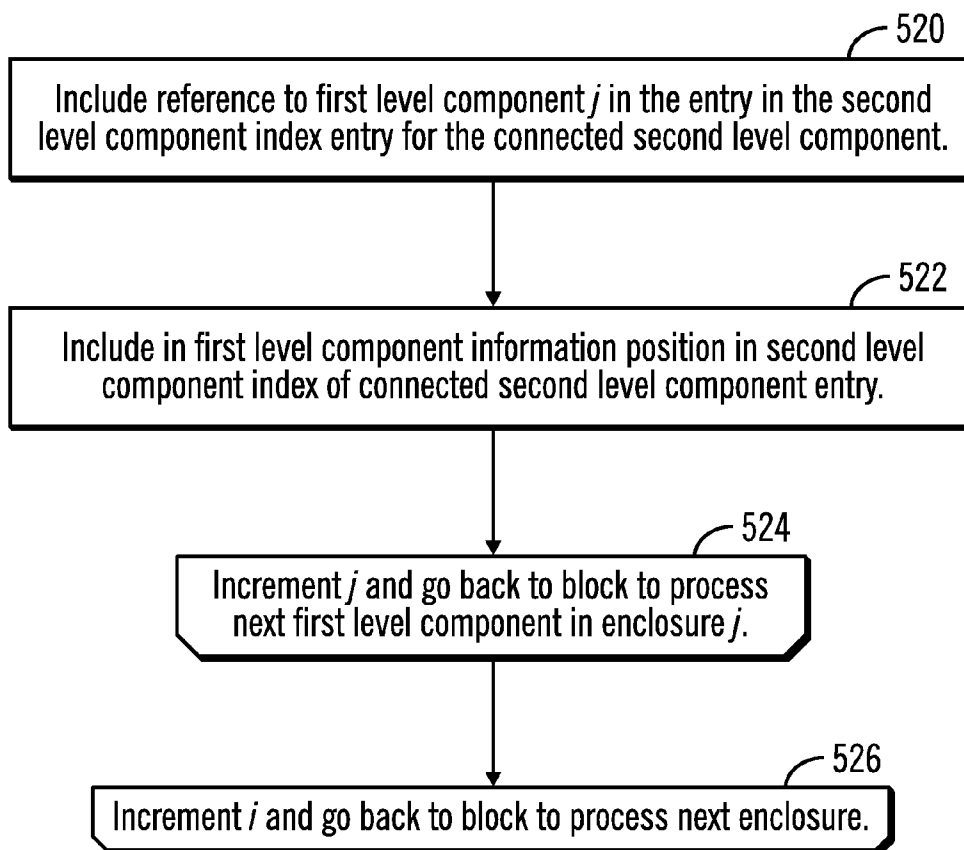 520
Include reference to first level component j in the entry in the second
level component index entry for the connected second level component.
522
Include in first level component information position in second level
component index of connected second level component entry.
524
Increment j and go back to block to process
next first level component in enclosure j.
526
Increment i and go back to block to process next enclosure.